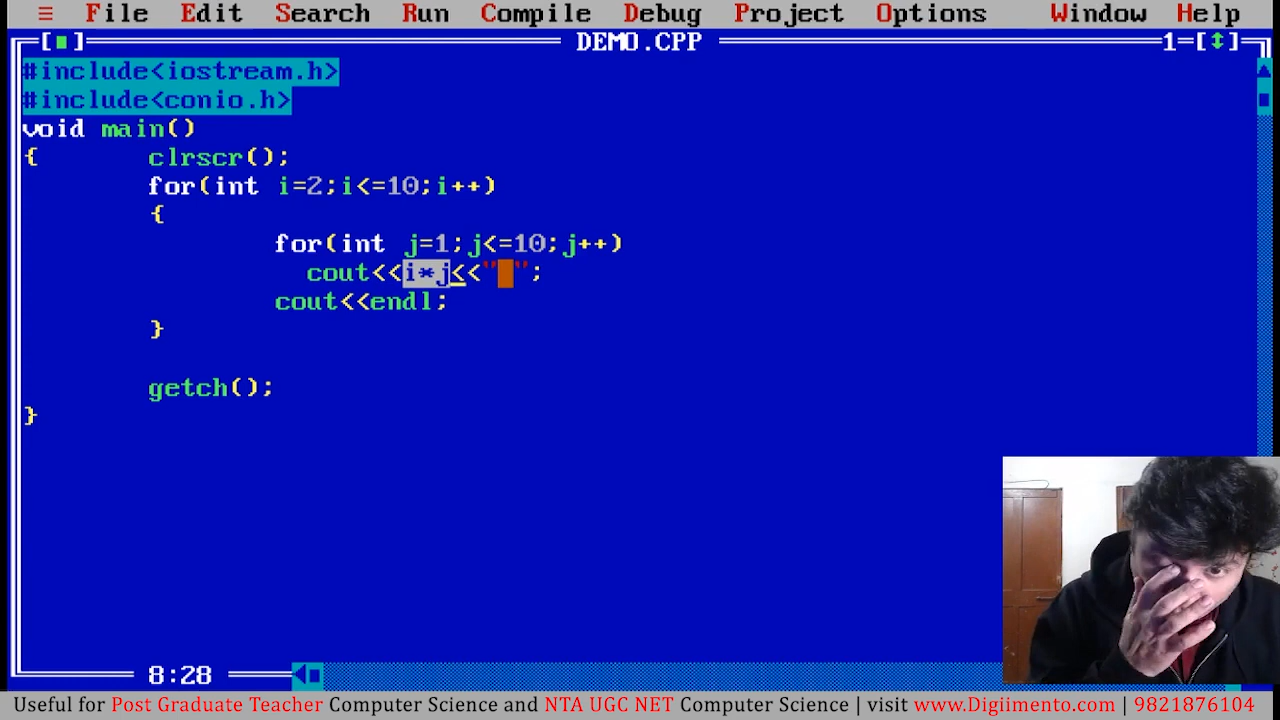 ≡ File Edit Search Run Compile Debug Project Options Window Help
[■] DEMO.CPP 1=[↕]
#include<iostream.h>
#include<conio.h>
void main()
{ clrscr();
for(int i=2;i<=10;i++)
{
for(int j=1;j<=10;j++)
cout<<i*j<<" ";
cout<<endl;
}
getch();
}
8:28
Useful for Post Graduate Teacher Computer Science and NTA UGC NET Computer Science | visit www.Digiimento.com | 9821876104